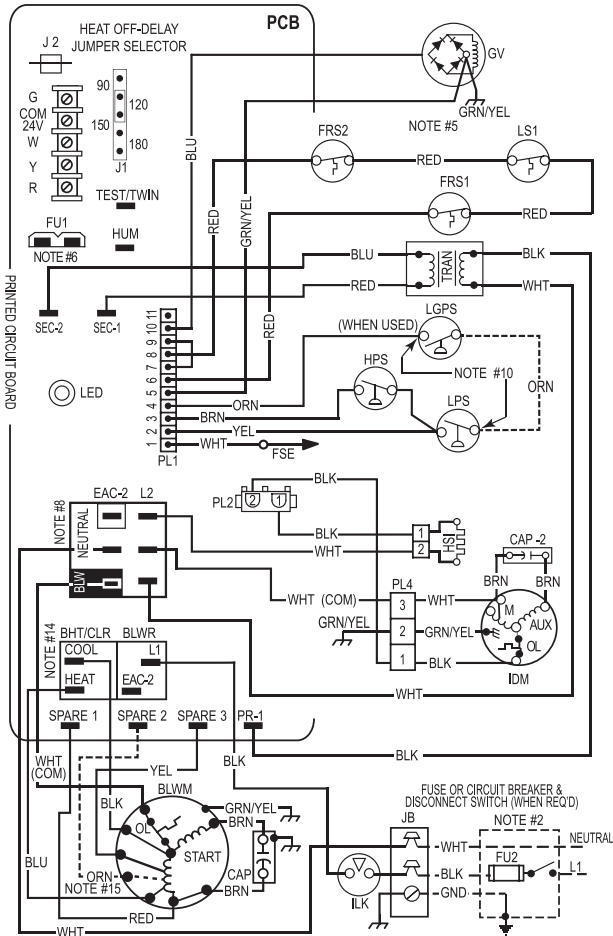 PCB
HEAT OFF-DELAY
JUMPER SELECTOR
J 2
90
120
150
180
J1
G
COM
24V
W
Y
R
TEST/TWIN
FU1
NOTE #6
HUM
SEC-2
SEC-1
LED
PRINTED CIRCUIT BOARD
BLU
RED
GRN/YEL
RED
GV
GRN/YEL
NOTE #5
FRS2
RED
LS1
FRS1
RED
BLU
TRAN
BLK
RED
WHT
LGPS
(WHEN USED)
HPS
NOTE #10
ORN
LPS
11
10
9
8
7
6
5
4
3
2
1
PL1
ORN
BRN
YEL
WHT
FSE
NOTE #8
EAC-2
L2
NEUTRAL
BLW
PL2
2
1
BLK
BLK
WHT
1
2
HSI
CAP -2
BRN
BRN
WHT (COM)
PL4
3
2
1
WHT
GRN/YEL
GRN/YEL
BLK
M
AUX
OL
IDM
WHT
NOTE #14
BHT/CLR
BLWR
COOL
L1
HEAT
EAC-2
SPARE 1
SPARE 2
SPARE 3
PR-1
BLK
WHT
(COM)
YEL
BLK
BLK
BLU
BLWM
GRN/YEL
BRN
OL
START
CAP
ORN
NOTE #15
BRN
RED
WHT
ILK
JB
FUSE OR CIRCUIT BREAKER &
DISCONNECT SWITCH (WHEN REQ'D)
NOTE #2
WHT
NEUTRAL
BLK
FU2
L1
GND